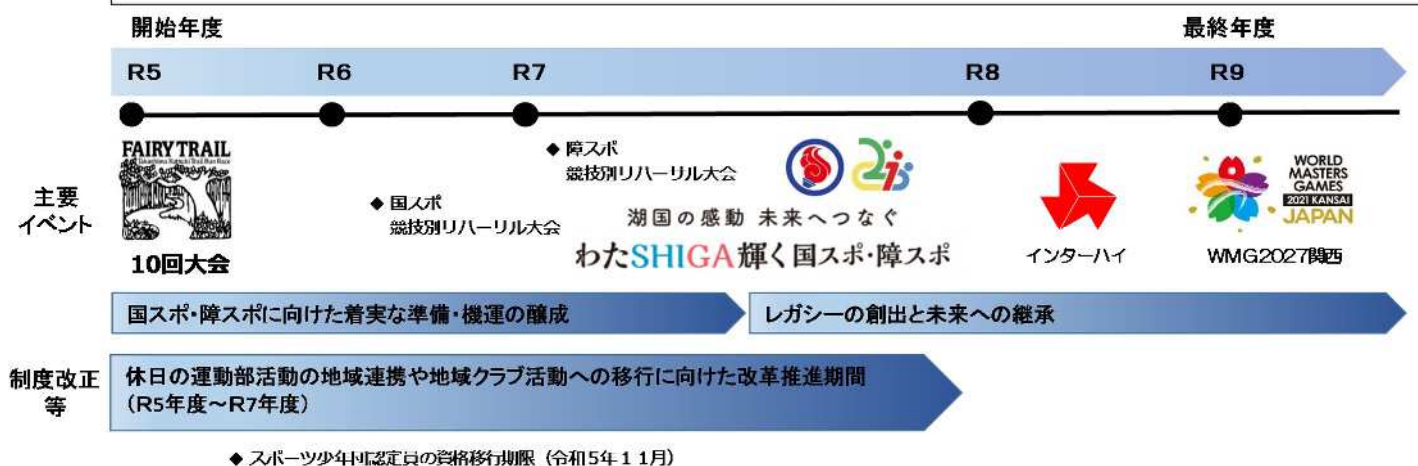 開始年度
最終年度
R5
R6
R7
R8
R9
主要
イベント
FAIRY TRAIL
10回大会
◆ 国スポ
競技別リハーサル大会
◆ 障スポ
競技別リハーサル大会
湖国の感動 未来へつなぐ
わたSHIGA輝く国スポ・障スポ
インターハイ
WORLD
MASTERS
GAMES
2021 KANSAI
JAPAN
WMG2027関西
国スポ・障スポに向けた着実な準備・機運の醸成
レガシーの創出と未来への継承
制度改正
等
休日の運動部活動の地域連携や地域クラブ活動への移行に向けた改革推進期間
(R5年度～R7年度)
◆ スポーツ少年団認定員の資格移行期限（令和5年11月）